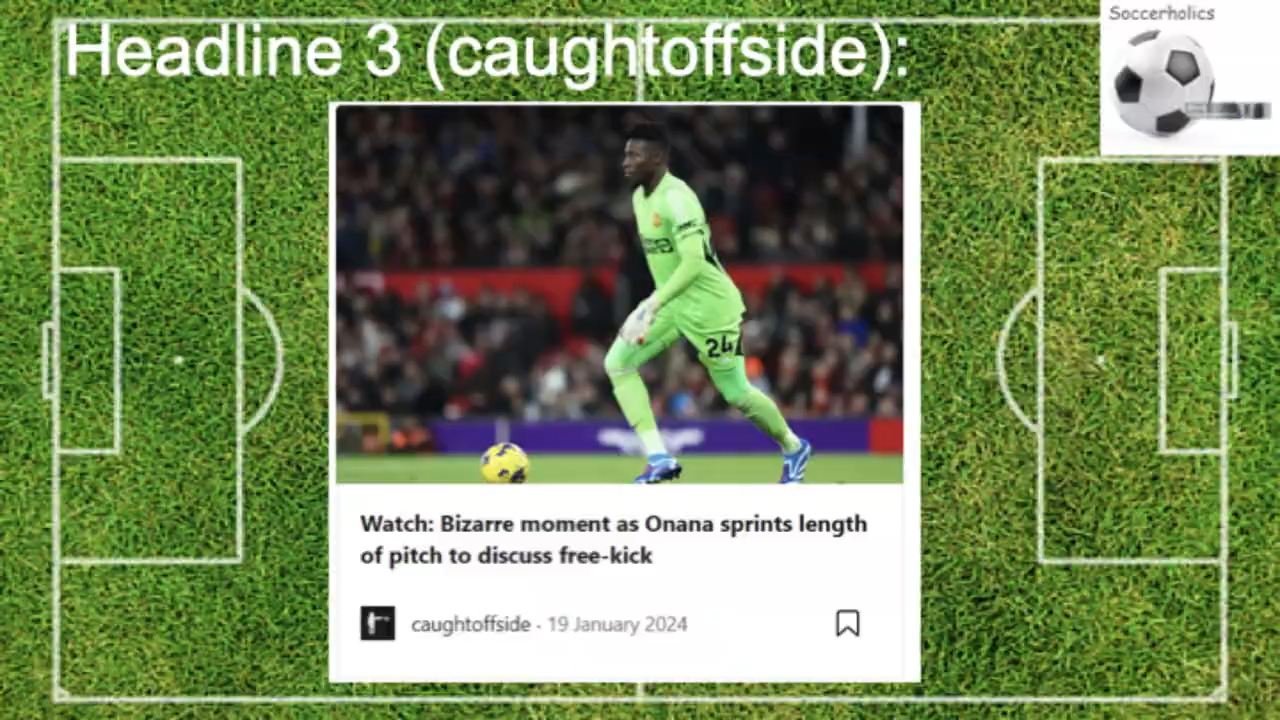 Soccerholics
Headline 3 (caughtoffside):
24
Watch: Bizarre moment as Onana sprints length
of pitch to discuss free-kick
caughtoffside · 19 January 2024